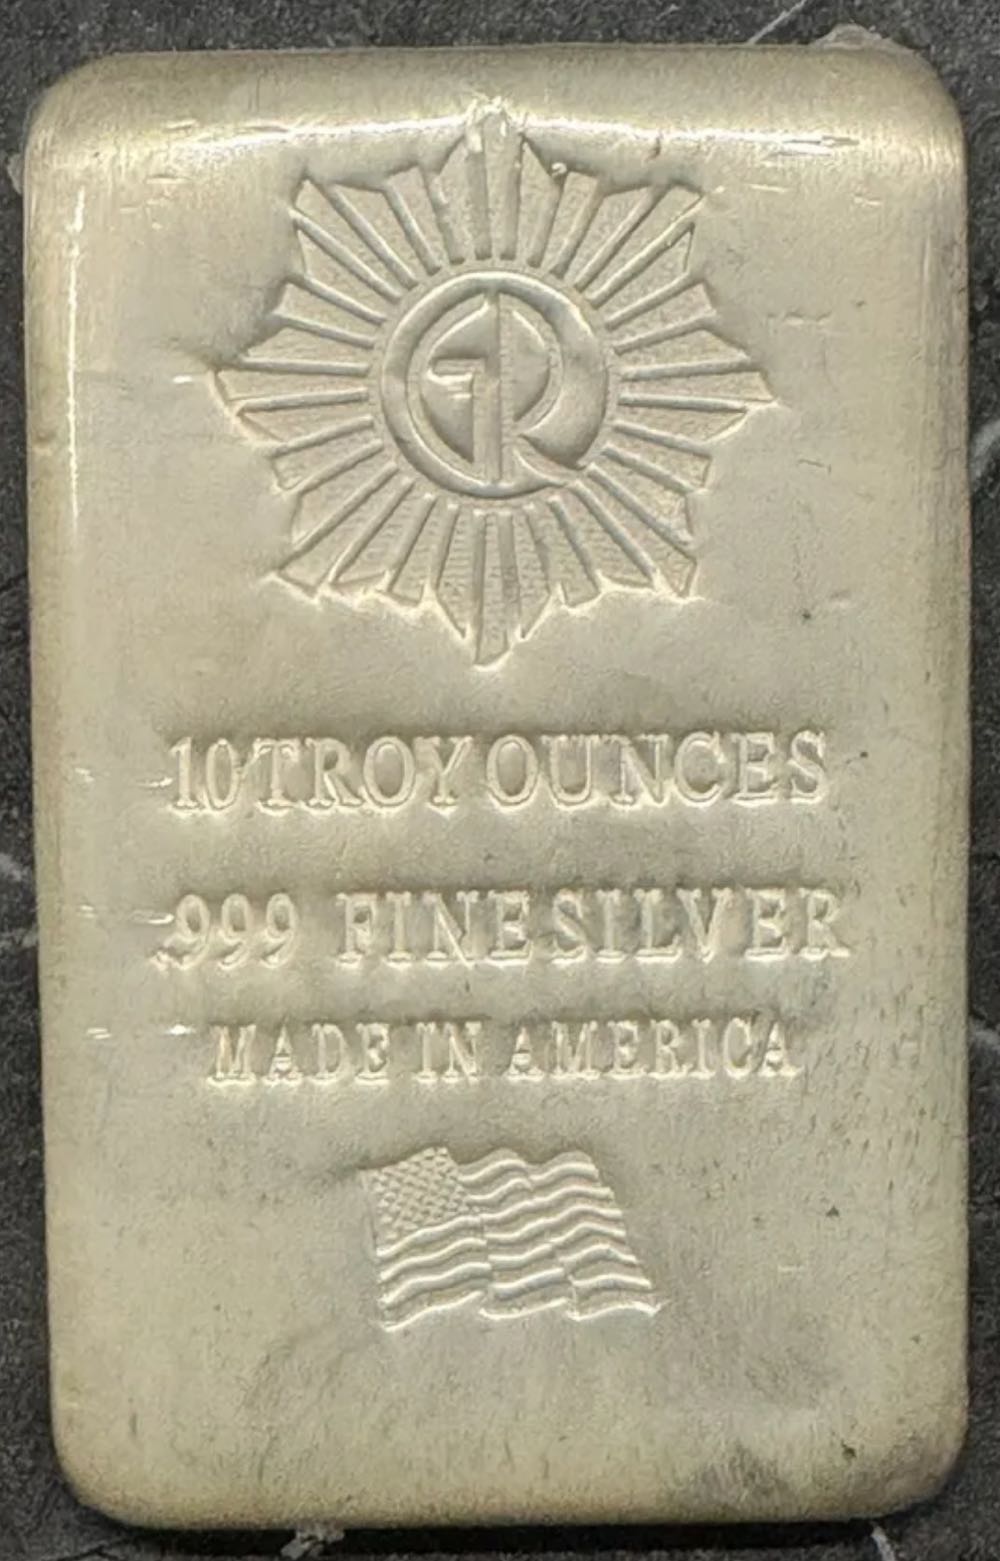 10 TROY OUNCES
.999 FINE SILVER
MADE IN AMERICA